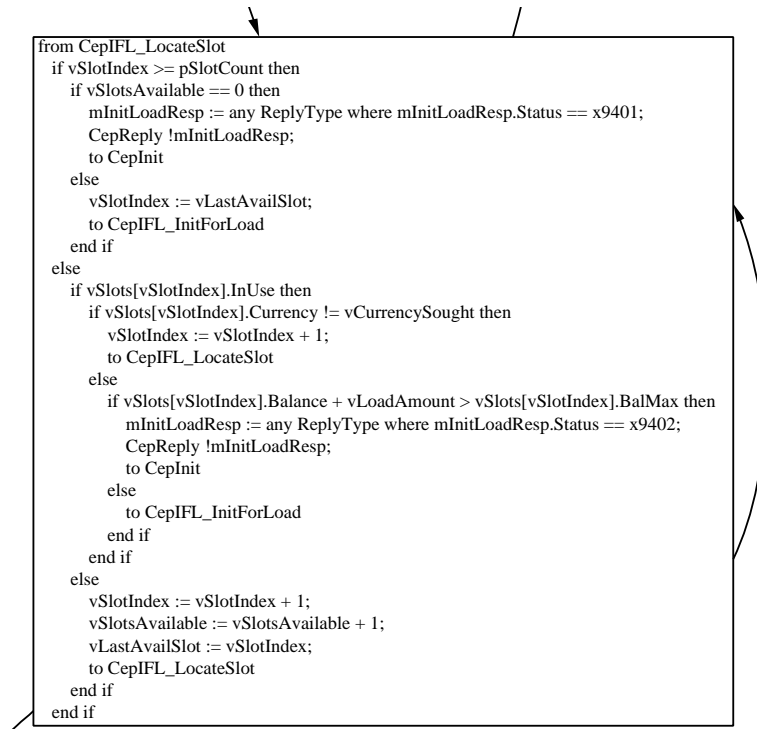 from CepIFL_LocateSlot
if vSlotIndex >= pSlotCount then
if vSlotsAvailable == 0 then
mInitLoadResp := any ReplyType where mInitLoadResp.Status == x9401;
CepReply !mInitLoadResp;
to CepInit
else
vSlotIndex := vLastAvailSlot;
to CepIFL_InitForLoad
end if
else
if vSlots[vSlotIndex].InUse then
if vSlots[vSlotIndex].Currency != vCurrencySought then
vSlotIndex := vSlotIndex + 1;
to CepIFL_LocateSlot
else
if vSlots[vSlotIndex].Balance + vLoadAmount > vSlots[vSlotIndex].BalMax then
mInitLoadResp := any ReplyType where mInitLoadResp.Status == x9402;
CepReply !mInitLoadResp;
to CepInit
else
to CepIFL_InitForLoad
end if
end if
else
vSlotIndex := vSlotIndex + 1;
vSlotsAvailable := vSlotsAvailable + 1;
vLastAvailSlot := vSlotIndex;
to CepIFL_LocateSlot
end if
end if